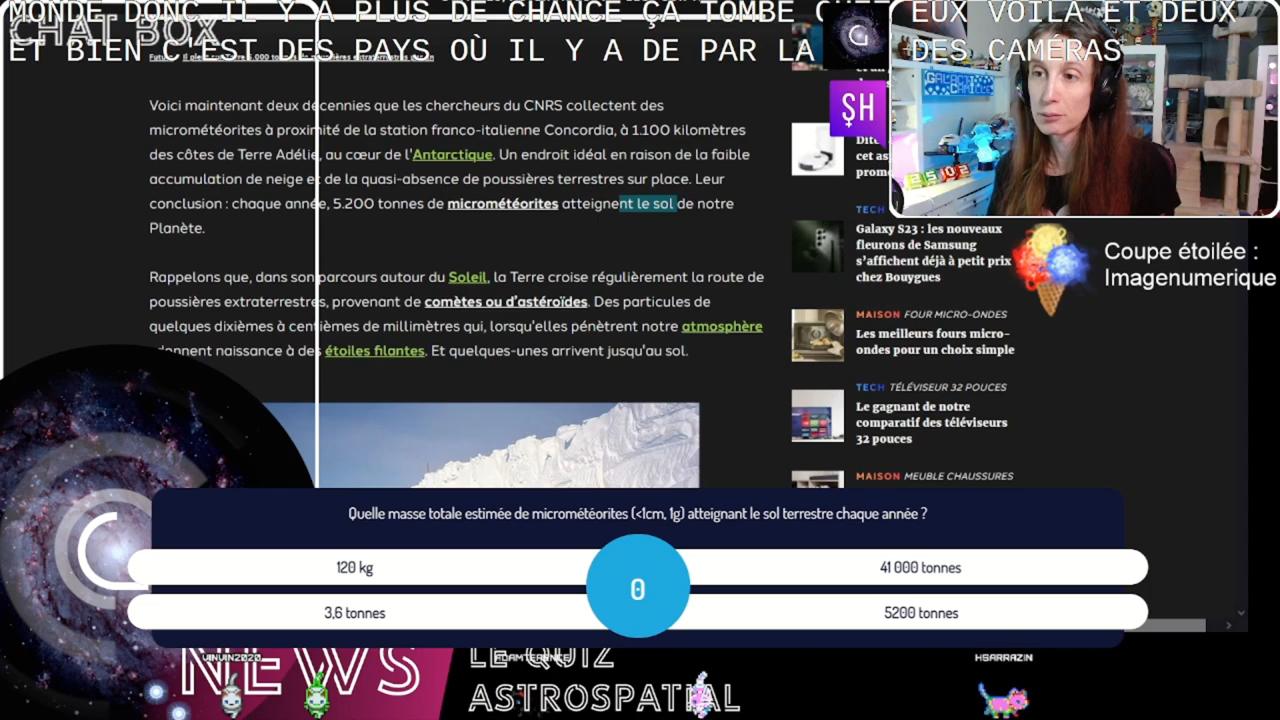 MONDE DONC IL Y A PLUS DE CHANCE ÇA TOMBE CHEZ EUX VOILÀ ET DEUX
ET BIEN C'EST DES PAYS OÙ IL Y A DE PAR LA DES CAMÉRAS
CHAT BOX
Voici maintenant deux décennies que les chercheurs du CNRS collectent des
micrométéorites à proximité de la station franco-italienne Concordia, à 1.100 kilomètres
des côtes de Terre Adélie, au cœur de l'Antarctique. Un endroit idéal en raison de la faible
accumulation de neige et de la quasi-absence de poussières terrestres sur place. Leur
conclusion : chaque année, 5.200 tonnes de micrométéorites atteignent le sol de notre
Planète.
Rappelons que, dans son parcours autour du Soleil, la Terre croise régulièrement la route de
poussières extraterrestres, provenant de comètes ou d'astéroïdes. Des particules de
quelques dixièmes à centièmes de millimètres qui, lorsqu'elles pénètrent notre atmosphère
donnent naissance à des étoiles filantes. Et quelques-unes arrivent jusqu'au sol.
GALACTI
CAMICUS
SH
2502
cet as
prom
TECH
Galaxy S23 : les nouveaux
fleurons de Samsung
s'affichent déjà à petit prix
chez Bouygues
MAISON FOUR MICRO-ONDES
Les meilleurs fours micro-
ondes pour un choix simple
TECH TÉLÉVISEUR 32 POUCES
Le gagnant de notre
comparatif des téléviseurs
32 pouces
MAISON MEUBLE CHAUSSURES
Coupe étoilée :
Imagenumerique
Quelle masse totale estimée de micrométéorites (<1cm, 1g) atteignant le sol terrestre chaque année ?
120 kg
41 000 tonnes
0
3,6 tonnes
5200 tonnes
NEWS
LE QUIZ
ASTROSPATIAL
VINVIN2020
HGARRAZIN